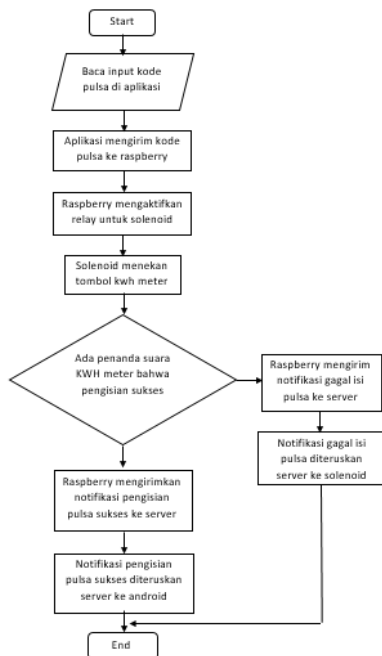 Start
Baca input kode
pulsa di aplikasi
Aplikasi mengirim kode
pulsa ke raspberry
Raspberry mengaktifkan
relay untuk solenoid
Solenoid menekan
tombol kwh meter
Ada penanda suara
KWH meter bahwa
pengisian sukses
Raspberry mengirim
notifikasi gagal isi
pulsa ke server
Notifikasi gagal isi
pulsa diteruskan
server ke solenoid
Raspberry mengirimkan
notifikasi pengisian
pulsa sukses ke server
Notifikasi pengisian
pulsa sukses diteruskan
server ke android
End